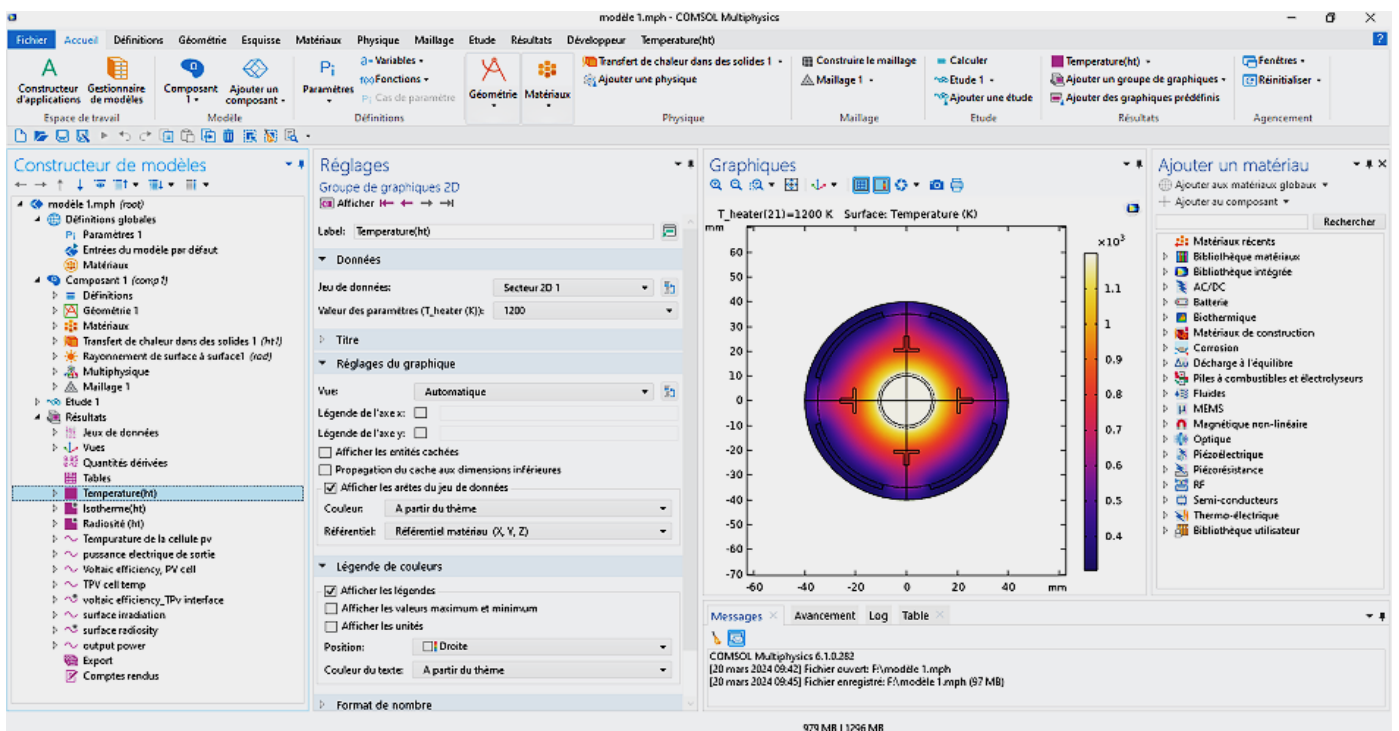 modèle 1.mph - COMSOL Multiphysics
Fichier Accueil Définitions Géométrie Esquisse Matériaux Physique Maillage Etude Résultats Développeur Temperature(ht)
Constructeur d'applications
Gestionnaire de modèles
Espace de travail
Composant 1
Ajouter un composant
Modèle
Pi
Paramètres
a= Variables
f(x) Fonctions
Pi Cas de paramètre
Définitions
Géométrie
Matériaux
Transfert de chaleur dans des solides 1
Ajouter une physique
Physique
Construire le maillage
Maillage 1
Maillage
= Calculer
Etude 1
Ajouter une étude
Etude
Temperature(ht)
Ajouter un groupe de graphiques
Ajouter des graphiques prédéfinis
Résultats
Fenêtres
Réinitialiser
Agencement
Constructeur de modèles
modèle 1.mph (root)
Définitions globales
Pi Paramètres 1
Entrées du modèle par défaut
Matériaux
Composant 1 (comp1)
Définitions
Géométrie 1
Matériaux
Transfert de chaleur dans des solides 1 (ht1)
Rayonnement de surface à surface1 (rad)
Multiphysique
Maillage 1
Etude 1
Résultats
Jeux de données
Vues
Quantités dérivées
Tables
Temperature(ht)
Isotherme(ht)
Radiosité (ht)
Tempurature de la cellule pv
pussance electrique de sortie
Voltaic efficiency, PV cell
TPV cell temp
voltaic efficiency_TPv interface
surface irradiation
surface radiosity
output power
Export
Comptes rendus
Réglages
Groupe de graphiques 2D
Afficher
Label: Temperature(ht)
Données
Jeu de données: Secteur 2D 1
Valeur des paramètres (T_heater (K)): 1200
Titre
Réglages du graphique
Vue: Automatique
Légende de l'axe x:
Légende de l'axe y:
Afficher les entités cachées
Propagation du cache aux dimensions inférieures
Afficher les arêtes du jeu de données
Couleur: A partir du thème
Référentiel: Référentiel matériau (X, Y, Z)
Légende de couleurs
Afficher les légendes
Afficher les valeurs maximum et minimum
Afficher les unités
Position: Droite
Couleur du texte: A partir du thème
Format de nombre
Graphiques
T_heater(21)=1200 K Surface: Temperature (K)
mm
×10³
60
50
40
30
20
10
0
-10
-20
-30
-40
-50
-60
-70
-60 -40 -20 0 20 40 mm
1.1
1
0.9
0.8
0.7
0.6
0.5
0.4
Messages Avancement Log Table
COMSOL Multiphysics 6.1.0.282
[20 mars 2024 09:42] Fichier ouvert: F:\modèle 1.mph
[20 mars 2024 09:45] Fichier enregistré: F:\modèle 1.mph (97 MB)
Ajouter un matériau
Ajouter aux matériaux globaux
Ajouter au composant
Rechercher
Matériaux récents
Bibliothèque matériaux
Bibliothèque intégrée
AC/DC
Batterie
Biothermique
Matériaux de construction
Corrosion
Décharge à l'équilibre
Piles à combustibles et électrolyseurs
Fluides
MEMS
Magnétique non-linéaire
Optique
Piézoélectrique
Piézorésistance
RF
Semi-conducteurs
Thermo-électrique
Bibliothèque utilisateur
979 MB | 1296 MB